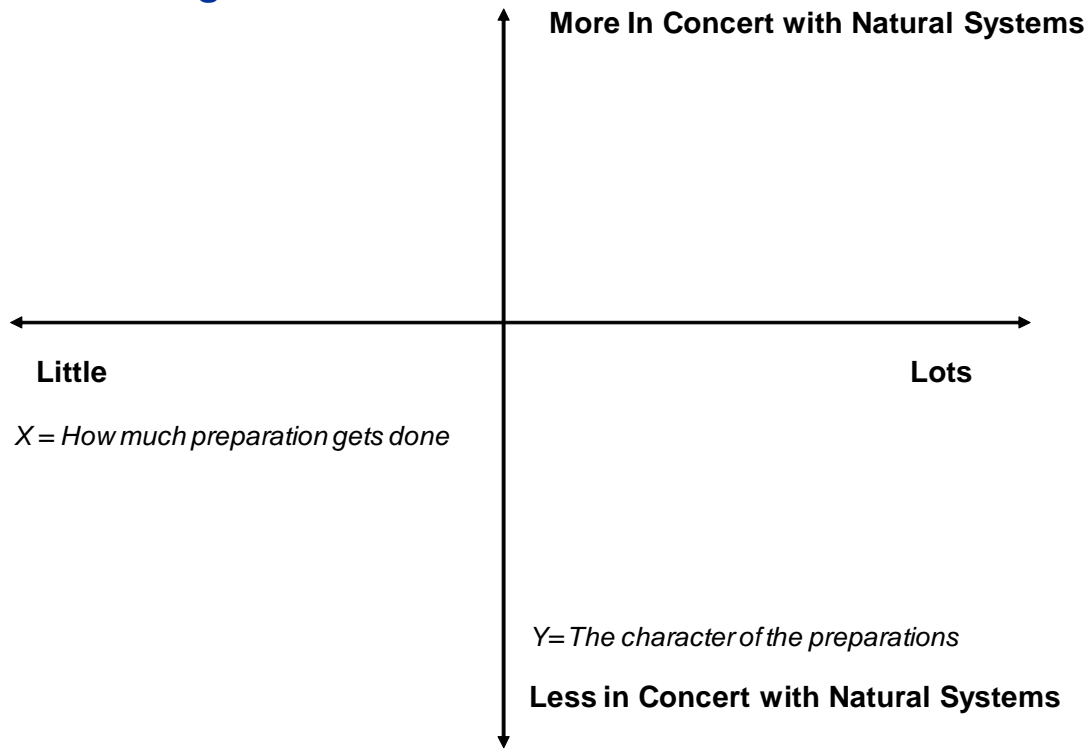 More In Concert with Natural Systems
Little
Lots
X = How much preparation gets done
Y= The character of the preparations
Less in Concert with Natural Systems